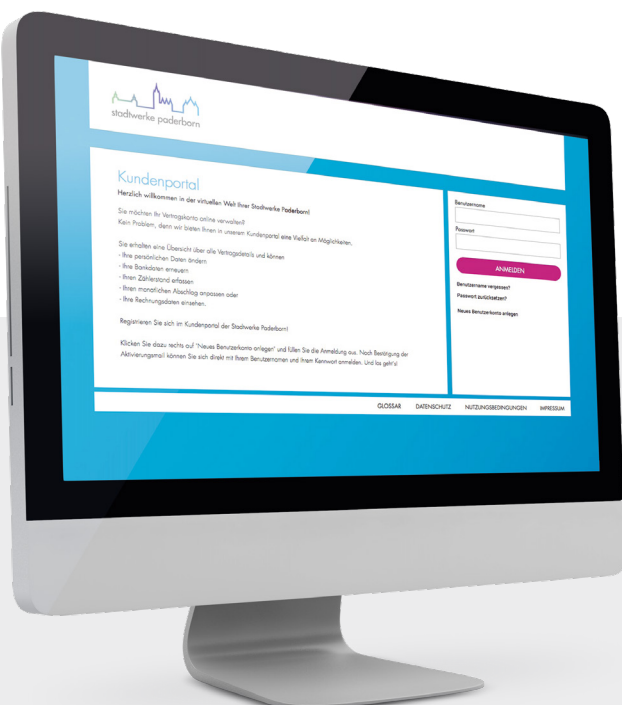 stadtwerke paderborn
Kundenportal
Herzlich willkommen in der virtuellen Welt Ihrer Stadtwerke Paderborn!
Sie möchten Ihr Vertragskonto online verwalten?
Kein Problem, denn wir bieten Ihnen in unserem Kundenportal eine Vielfalt an Möglichkeiten.
Sie erhalten eine Übersicht über alle Vertragsdetails und können
- Ihre persönlichen Daten ändern
- Ihre Bankdaten erneuern
- Ihren Zählerstand erfassen
- Ihren monatlichen Abschlag anpassen oder
- Ihre Rechnungsdaten einsehen.
Registrieren Sie sich im Kundenportal der Stadtwerke Paderborn!
Klicken Sie dazu rechts auf "Neues Benutzerkonto anlegen" und füllen Sie die Anmeldung aus. Nach Bestätigung der
Aktivierungsmail können Sie sich direkt mit Ihrem Benutzernamen und Ihrem Kennwort anmelden. Und los geht's!
Benutzername
Passwort
ANMELDEN
Benutzername vergessen?
Passwort zurücksetzen?
Neues Benutzerkonto anlegen
GLOSSAR DATENSCHUTZ NUTZUNGSBEDINGUNGEN IMPRESSUM